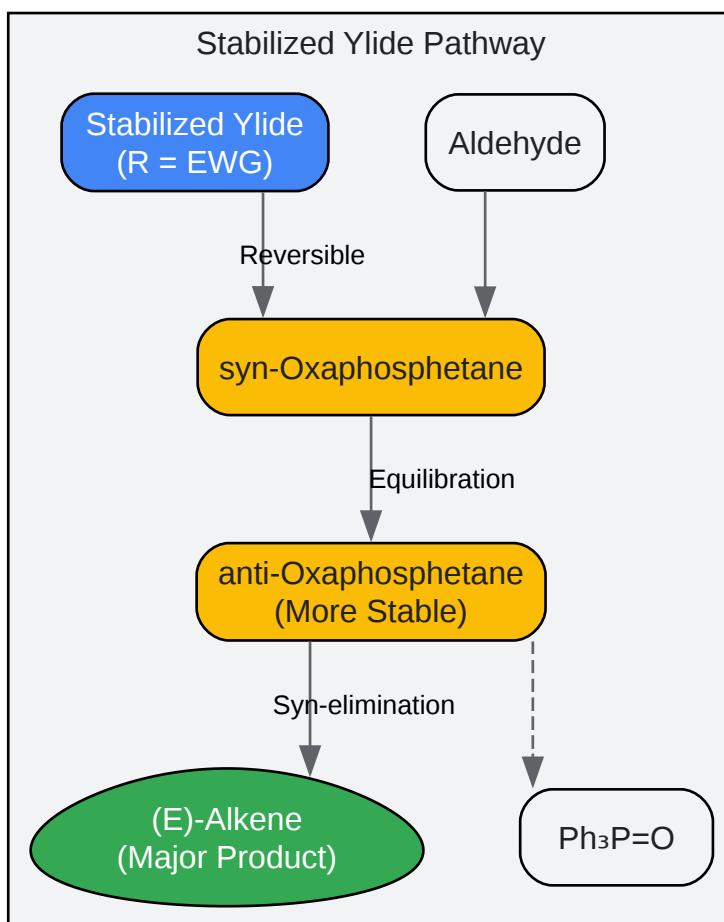 Stabilized Ylide Pathway
Stabilized Ylide
(R = EWG)
Aldehyde
Reversible
syn-Oxaphosphetane
Equilibration
anti-Oxaphosphetane
(More Stable)
Syn-elimination
(E)-Alkene
(Major Product)
Ph₃P=O